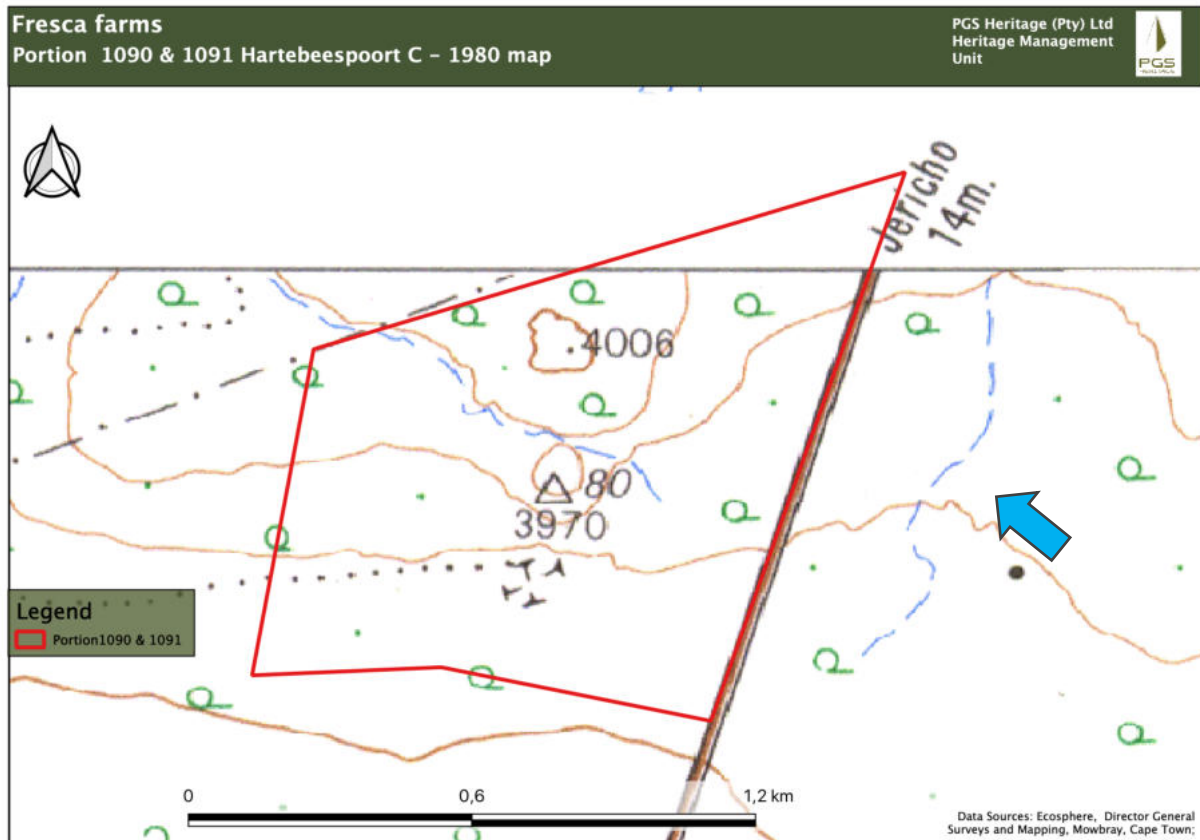 Fresca farms
Portion 1090 & 1091 Hartebeespoort C – 1980 map
PGS Heritage (Pty) Ltd
Heritage Management
Unit
PGS
Jericho
14m.
4006
80
3970
Legend
Portion1090 & 1091
0
0,6
1,2 km
Data Sources: Ecosphere, Director General
Surveys and Mapping, Mowbray, Cape Town;